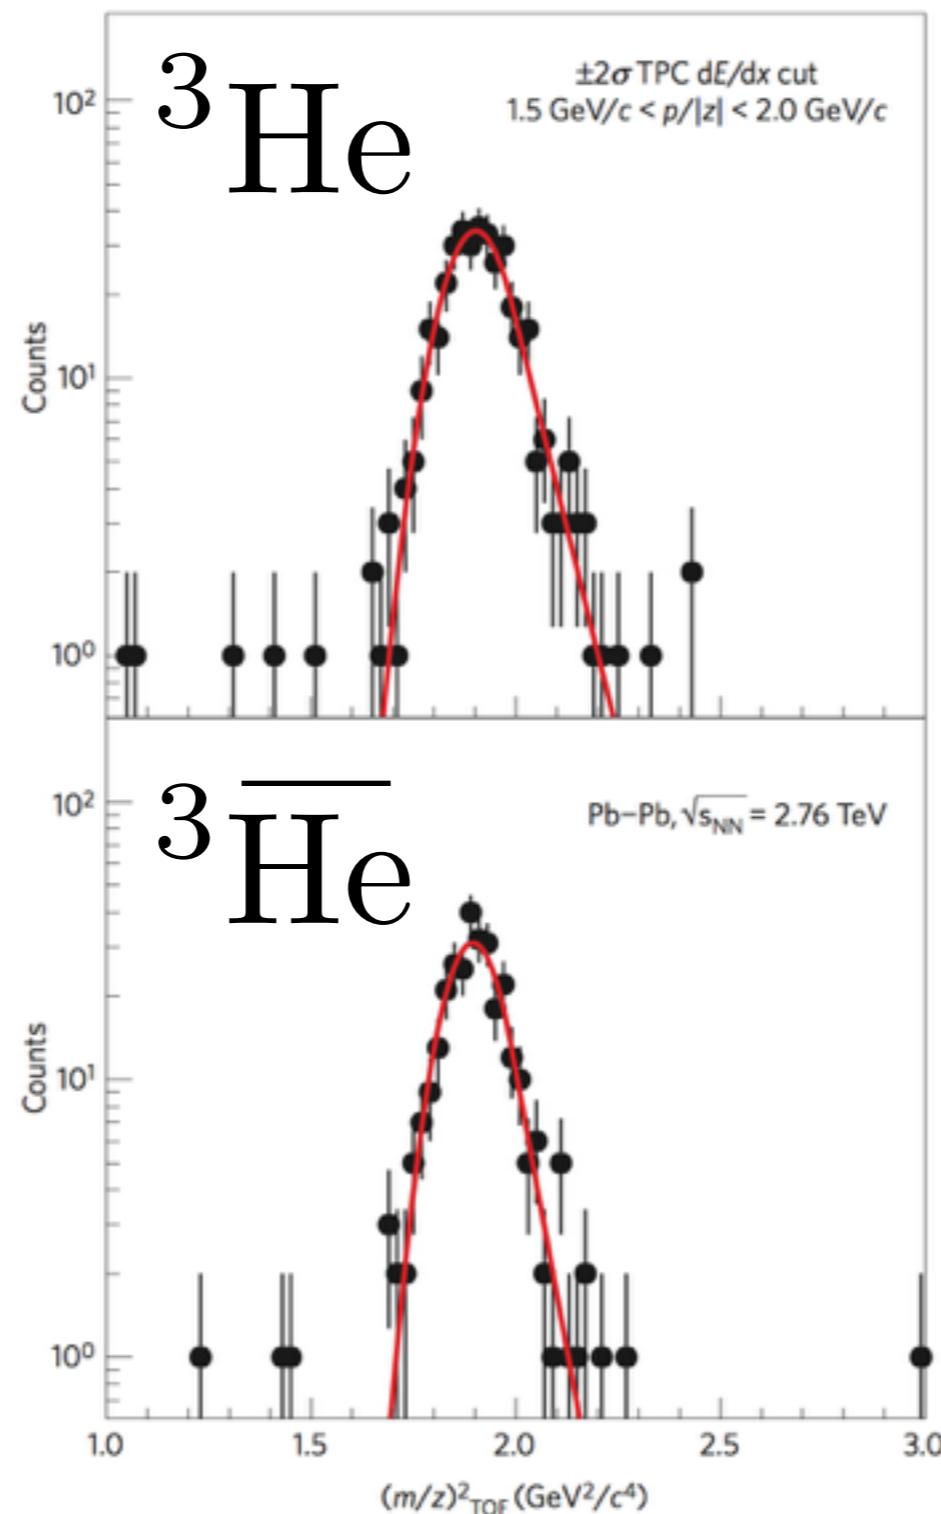 ³He
±2σ TPC dE/dx cut
1.5 GeV/c < p/|z| < 2.0 GeV/c
10²
10¹
10⁰
Counts
³H̅e̅
Pb–Pb, √sNN = 2.76 TeV
10²
10¹
10⁰
Counts
1.0 1.5 2.0 2.5 3.0
(m/z)²TOF (GeV²/c⁴)